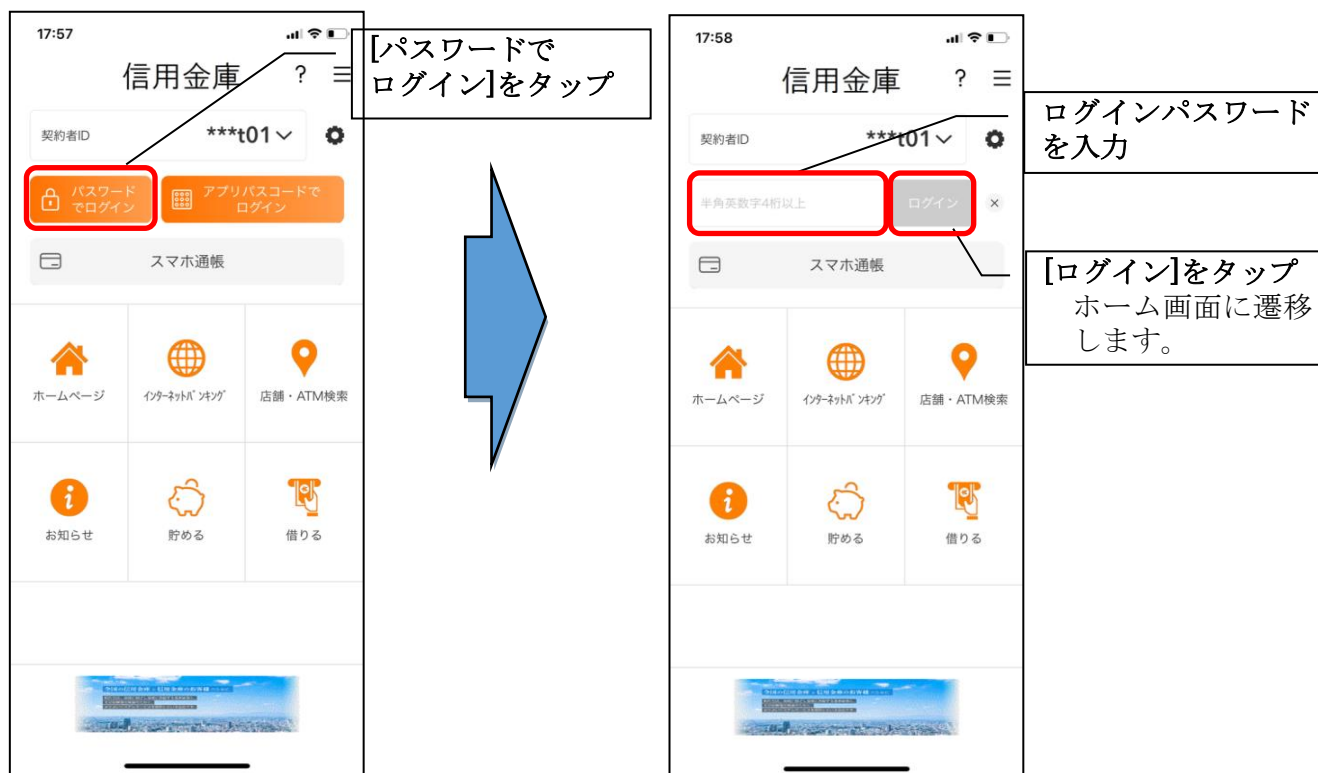 17:57
信用金庫 ?
契約者ID ***t01
パスワード
でログイン
アプリパスコードで
ログイン
スマホ通帳
ホームページ
ｲﾝﾀｰﾈｯﾄﾊﾞﾝｷﾝｸﾞ
店舗・ATM検索
お知らせ
貯める
借りる
[パスワードで
ログイン]をタップ
17:58
信用金庫 ?
契約者ID ***t01
半角英数字4桁以上
ログイン ×
スマホ通帳
ホームページ
ｲﾝﾀｰﾈｯﾄﾊﾞﾝｷﾝｸﾞ
店舗・ATM検索
お知らせ
貯める
借りる
ログインパスワード
を入力
[ログイン]をタップ
ホーム画面に遷移
します。